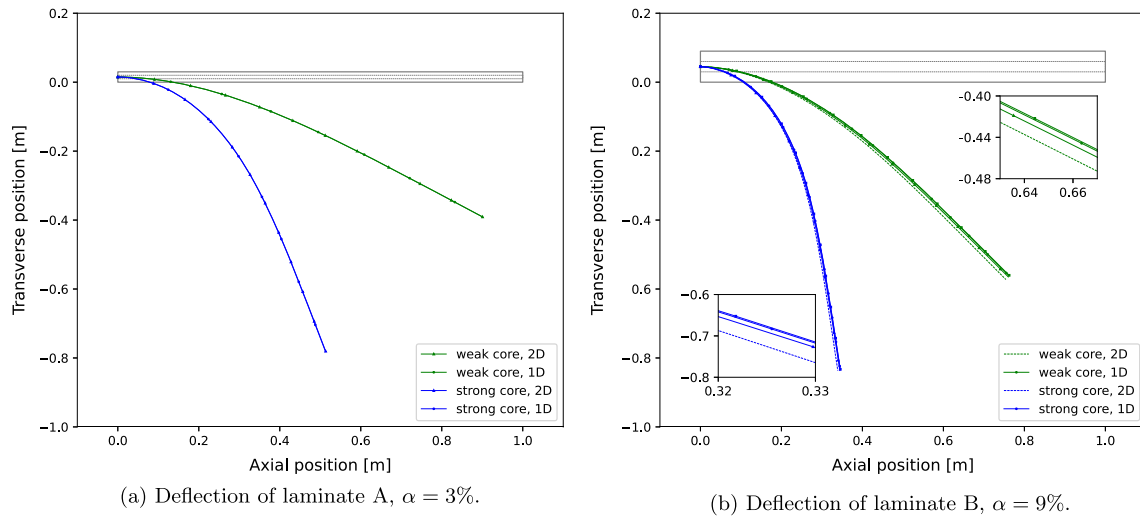 0.2
0.0
−0.2
−0.4
−0.6
−0.8
−1.0
Transverse position [m]
0.0
0.2
0.4
0.6
0.8
1.0
Axial position [m]
weak core, 2D
weak core, 1D
strong core, 2D
strong core, 1D
(a) Deflection of laminate A, α = 3%.
0.2
0.0
−0.2
−0.4
−0.6
−0.8
−1.0
Transverse position [m]
−0.40
−0.44
−0.48
0.64
0.66
−0.6
−0.7
−0.8
0.32
0.33
0.0
0.2
0.4
0.6
0.8
1.0
Axial position [m]
weak core, 2D
weak core, 1D
strong core, 2D
strong core, 1D
(b) Deflection of laminate B, α = 9%.